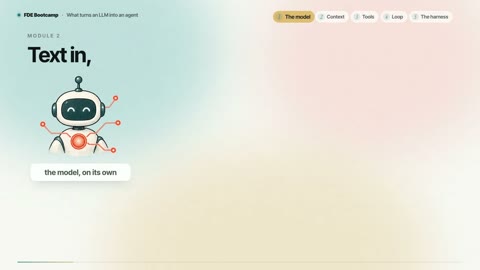 FDE Bootcamp · What turns an LLM into an agent
1 The model
2 Context
3 Tools
4 Loop
5 The harness
MODULE 2
Text in,
the model, on its own